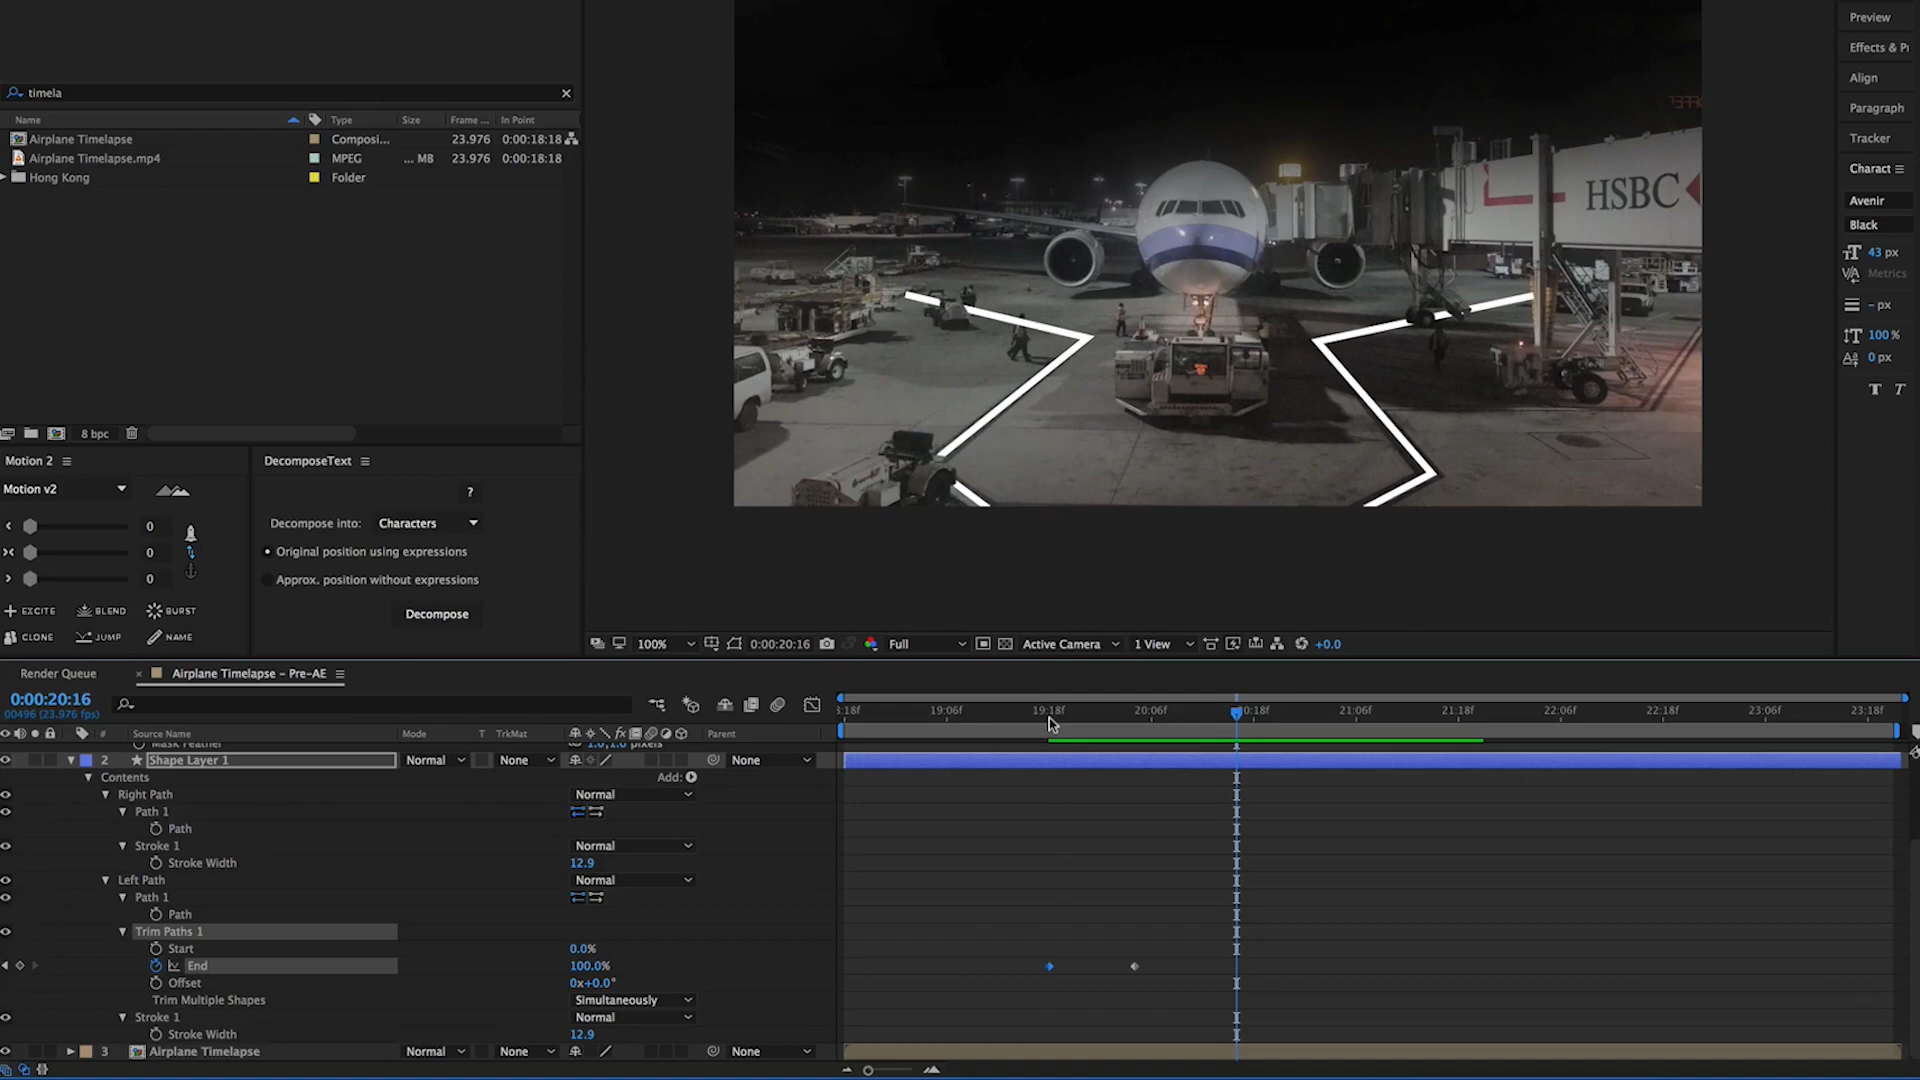 Preview
Effects & Pr
Align
Paragraph
Tracker
Charact
Avenir
Black
43 px
Metrics
- px
100 %
0 px
T T
timela
Name Type Size Frame ... In Point
Airplane Timelapse Composi... 23.976 0:00:18:18
Airplane Timelapse.mp4 MPEG ... MB 23.976 0:00:18:18
Hong Kong Folder
HSBC
8 bpc
Motion 2
DecomposeText
Motion v2
?
Decompose into: Characters
0
Original position using expressions
0
Approx. position without expressions
0
Decompose
EXCITE BLEND BURST
CLONE JUMP NAME
100% 0:00:20:16 Full Active Camera 1 View +0.0
Render Queue × Airplane Timelapse – Pre-AE
0:00:20:16
00496 (23.976 fps)
:18f 19:06f 19:18f 20:06f 0:18f 21:06f 21:18f 22:06f 22:18f 23:06f 23:18f
# Source Name Mode T TrkMat fx Parent
Mask Feather 1.0,1.0 pixels
2 Shape Layer 1 Normal None None
Contents Add:
Right Path Normal
Path 1
Path
Stroke 1 Normal
Stroke Width 12.9
Left Path Normal
Path 1
Path
Trim Paths 1
Start 0.0%
End 100.0%
Offset 0x+0.0°
Trim Multiple Shapes Simultaneously
Stroke 1 Normal
Stroke Width 12.9
3 Airplane Timelapse Normal None None